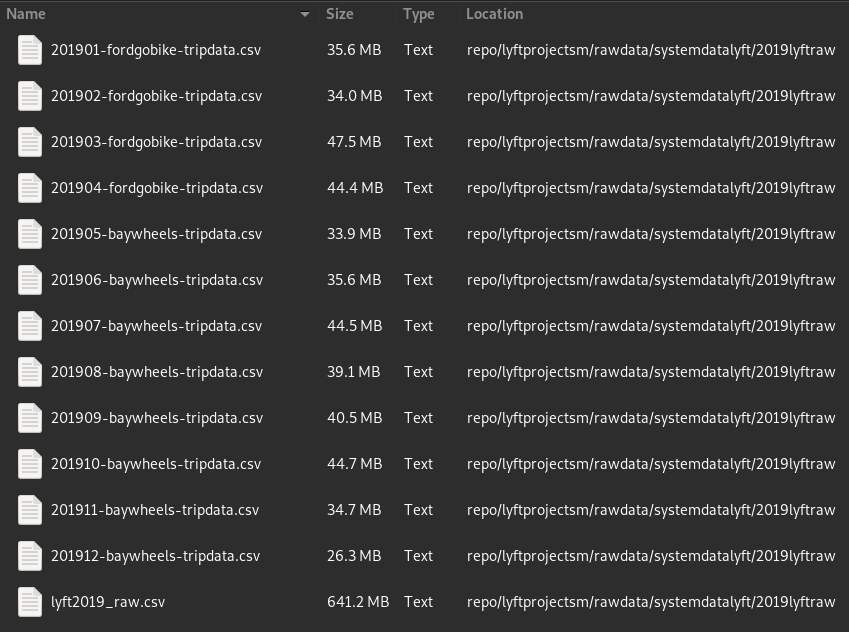 Name Size Type Location
201901-fordgobike-tripdata.csv 35.6 MB Text repo/lyftprojectsm/rawdata/systemdatalyft/2019lyftraw
201902-fordgobike-tripdata.csv 34.0 MB Text repo/lyftprojectsm/rawdata/systemdatalyft/2019lyftraw
201903-fordgobike-tripdata.csv 47.5 MB Text repo/lyftprojectsm/rawdata/systemdatalyft/2019lyftraw
201904-fordgobike-tripdata.csv 44.4 MB Text repo/lyftprojectsm/rawdata/systemdatalyft/2019lyftraw
201905-baywheels-tripdata.csv 33.9 MB Text repo/lyftprojectsm/rawdata/systemdatalyft/2019lyftraw
201906-baywheels-tripdata.csv 35.6 MB Text repo/lyftprojectsm/rawdata/systemdatalyft/2019lyftraw
201907-baywheels-tripdata.csv 44.5 MB Text repo/lyftprojectsm/rawdata/systemdatalyft/2019lyftraw
201908-baywheels-tripdata.csv 39.1 MB Text repo/lyftprojectsm/rawdata/systemdatalyft/2019lyftraw
201909-baywheels-tripdata.csv 40.5 MB Text repo/lyftprojectsm/rawdata/systemdatalyft/2019lyftraw
201910-baywheels-tripdata.csv 44.7 MB Text repo/lyftprojectsm/rawdata/systemdatalyft/2019lyftraw
201911-baywheels-tripdata.csv 34.7 MB Text repo/lyftprojectsm/rawdata/systemdatalyft/2019lyftraw
201912-baywheels-tripdata.csv 26.3 MB Text repo/lyftprojectsm/rawdata/systemdatalyft/2019lyftraw
lyft2019_raw.csv 641.2 MB Text repo/lyftprojectsm/rawdata/systemdatalyft/2019lyftraw